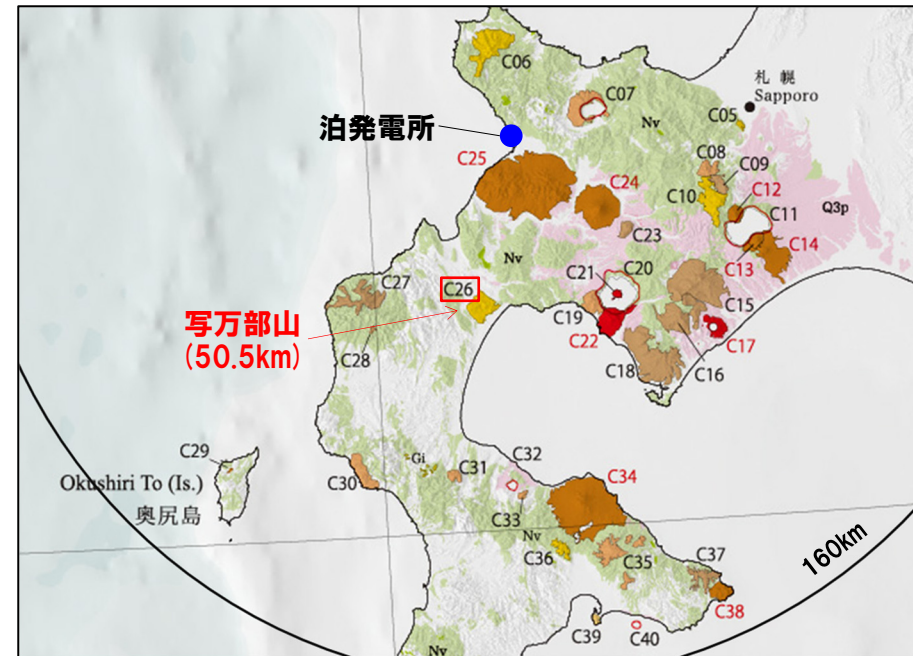 C06
C07
札幌
Sapporo
泊発電所
Nv
C05
C25
C08
C09
C24
C10
C12
C11
Q3p
C23
C14
Nv
C21
C20
C13
C27
C26
C15
写万部山
(50.5km)
C19
C22
C17
C28
C18
C16
C29
Okushiri To (Is.)
奥尻島
C30
Gi
C31
C32
C34
C33
Nv
C36
C35
C37
160km
C38
C39
C40
Nv